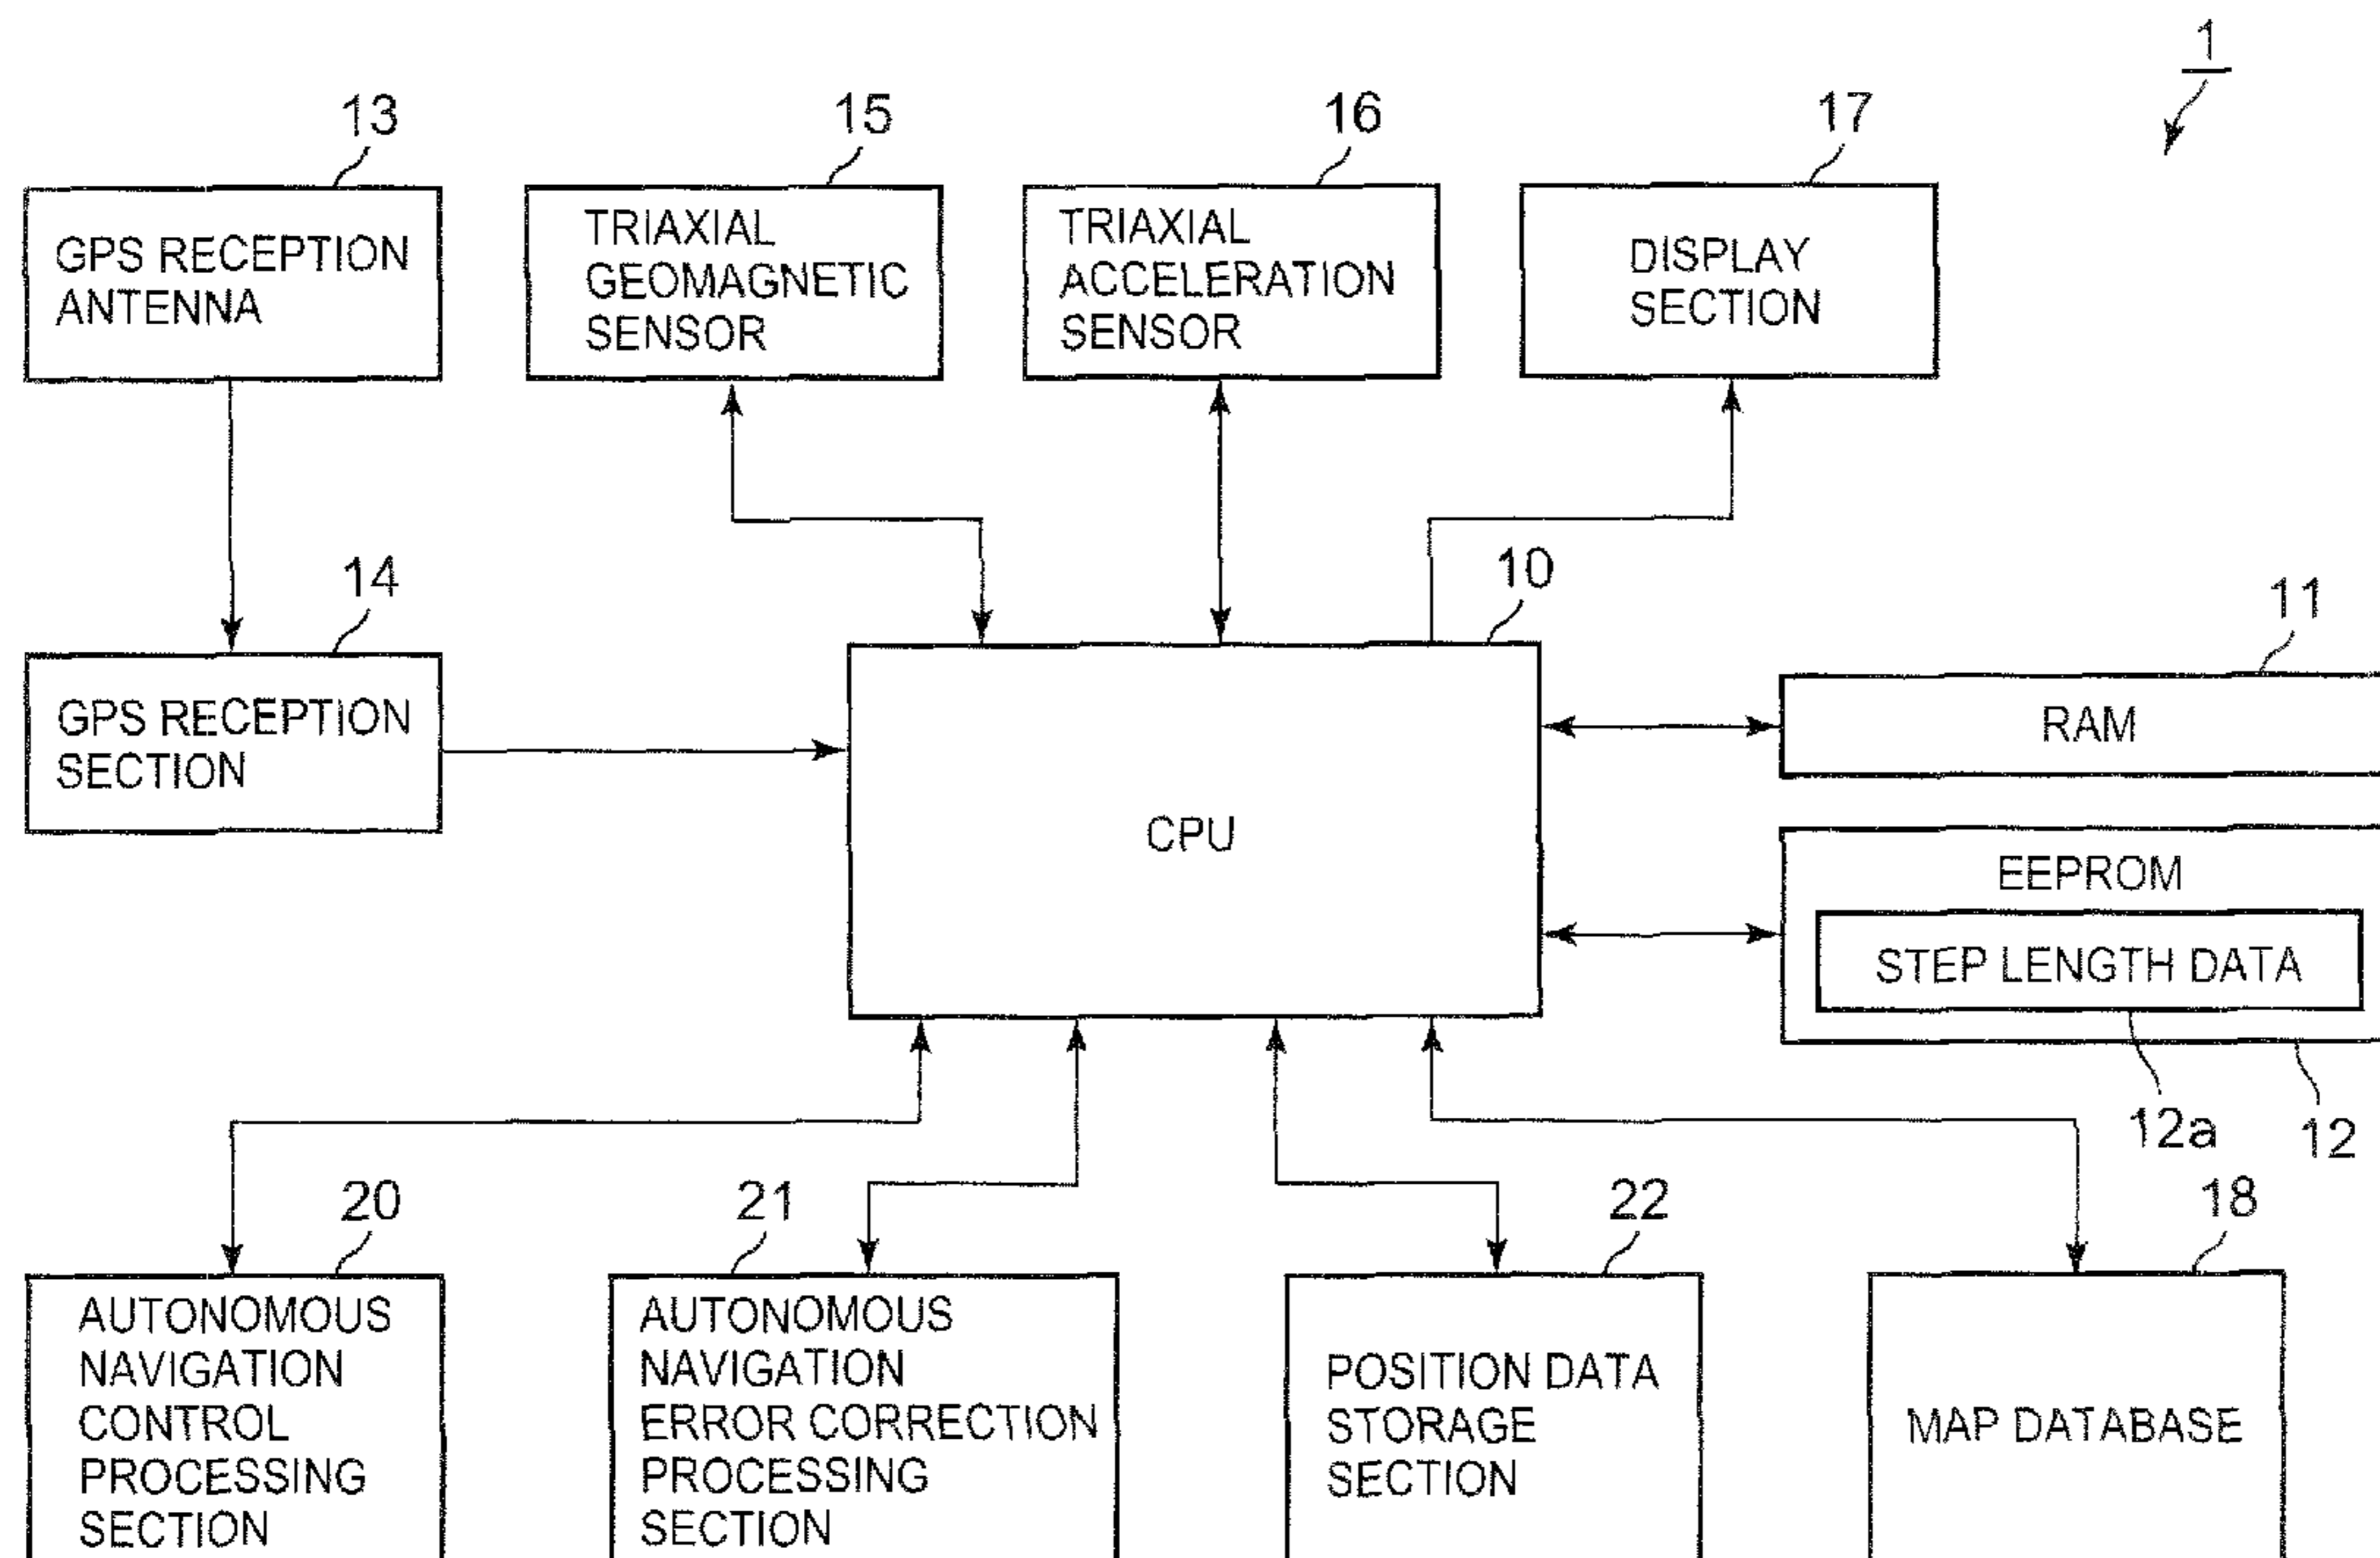 1
13
15
16
17
GPS RECEPTION
ANTENNA
TRIAXIAL
GEOMAGNETIC
SENSOR
TRIAXIAL
ACCELERATION
SENSOR
DISPLAY
SECTION
14
10
11
GPS RECEPTION
SECTION
CPU
RAM
EEPROM
STEP LENGTH DATA
12a
12
20
21
22
18
AUTONOMOUS
NAVIGATION
CONTROL
PROCESSING
SECTION
AUTONOMOUS
NAVIGATION
ERROR CORRECTION
PROCESSING
SECTION
POSITION DATA
STORAGE
SECTION
MAP DATABASE